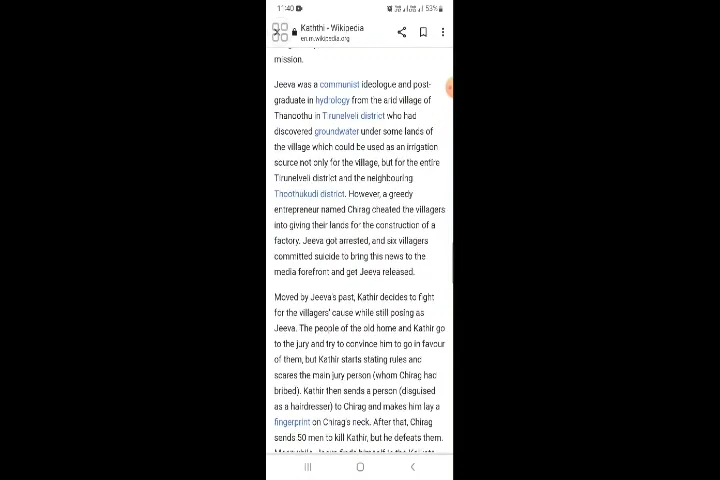 11:40
53%
Kaththi - Wikipedia
en.m.wikipedia.org
mission.
Jeeva was a communist ideologue and post-
graduate in hydrology from the arid village of
Thanoothu in Tirunelveli district who had
discovered groundwater under some lands of
the village which could be used as an irrigation
source not only for the village, but for the entire
Tirunelveli district and the neighbouring
Thoothukudi district. However, a greedy
entrepreneur named Chirag cheated the villagers
into giving their lands for the construction of a
factory. Jeeva got arrested, and six villagers
committed suicide to bring this news to the
media forefront and get Jeeva released.
Moved by Jeeva's past, Kathir decides to fight
for the villagers' cause while still posing as
Jeeva. The people of the old home and Kathir go
to the jury and try to convince him to go in favour
of them, but Kathir starts stating rules and
scares the main jury person (whom Chirag had
bribed). Kathir then sends a person (disguised
as a hairdresser) to Chirag and makes him lay a
fingerprint on Chirag's neck. After that, Chirag
sends 50 men to kill Kathir, but he defeats them.